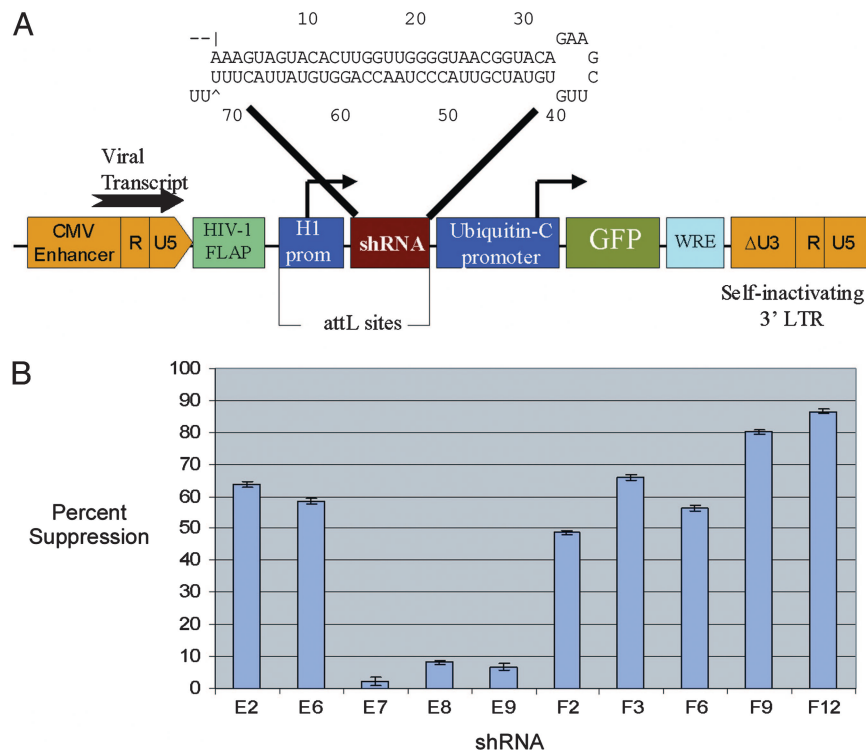 A
10 20 30
--| GAA
AAAGUAGUACACUUGGUUGGGGUAACGGUACA G
UUUCAUUAUGUGGACCAAUCCCAUUGCUAUGU C
UU^ GUU
70 60 50 40
Viral
Transcript
CMV
Enhancer
R
U5
HIV-1
FLAP
H1
prom
shRNA
Ubiquitin-C
promoter
GFP
WRE
ΔU3
R
U5
attL sites
Self-inactivating
3' LTR
B
100
90
80
70
60
50
40
30
20
10
0
Percent
Suppression
E2 E6 E7 E8 E9 F2 F3 F6 F9 F12
shRNA